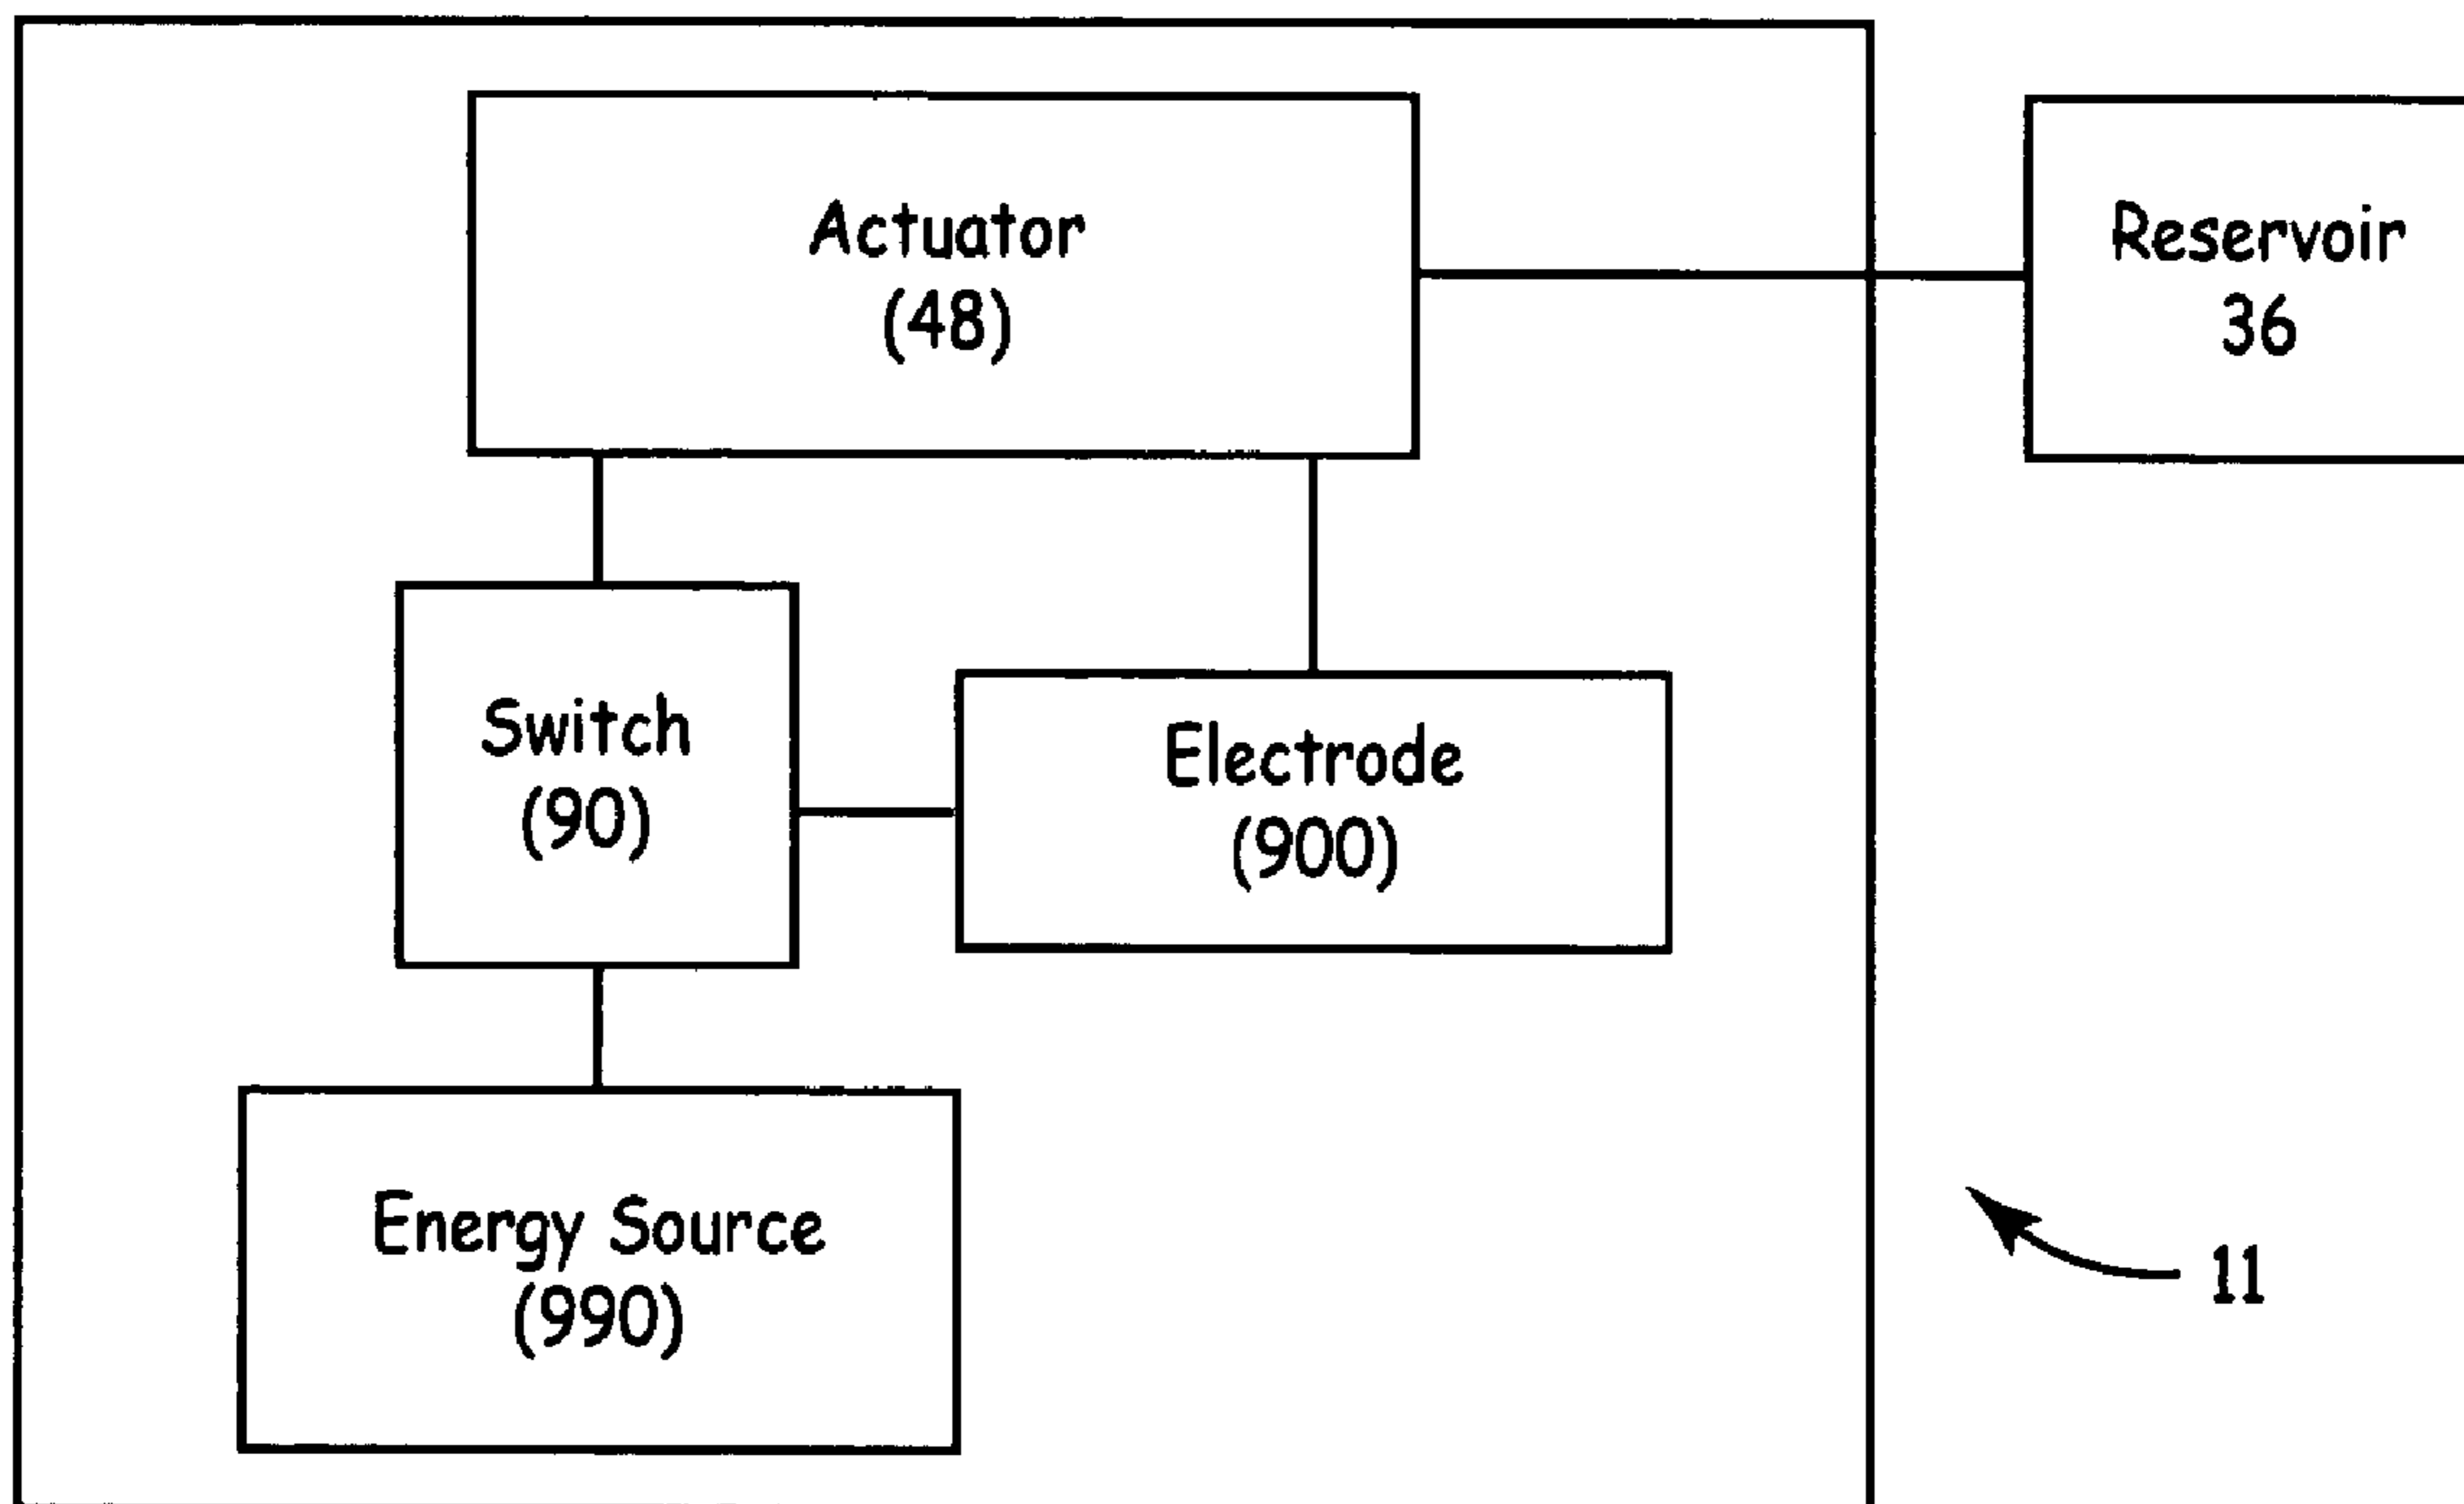 Actuator
(48)
Reservoir
36
Switch
(90)
Electrode
(900)
Energy Source
(990)
11